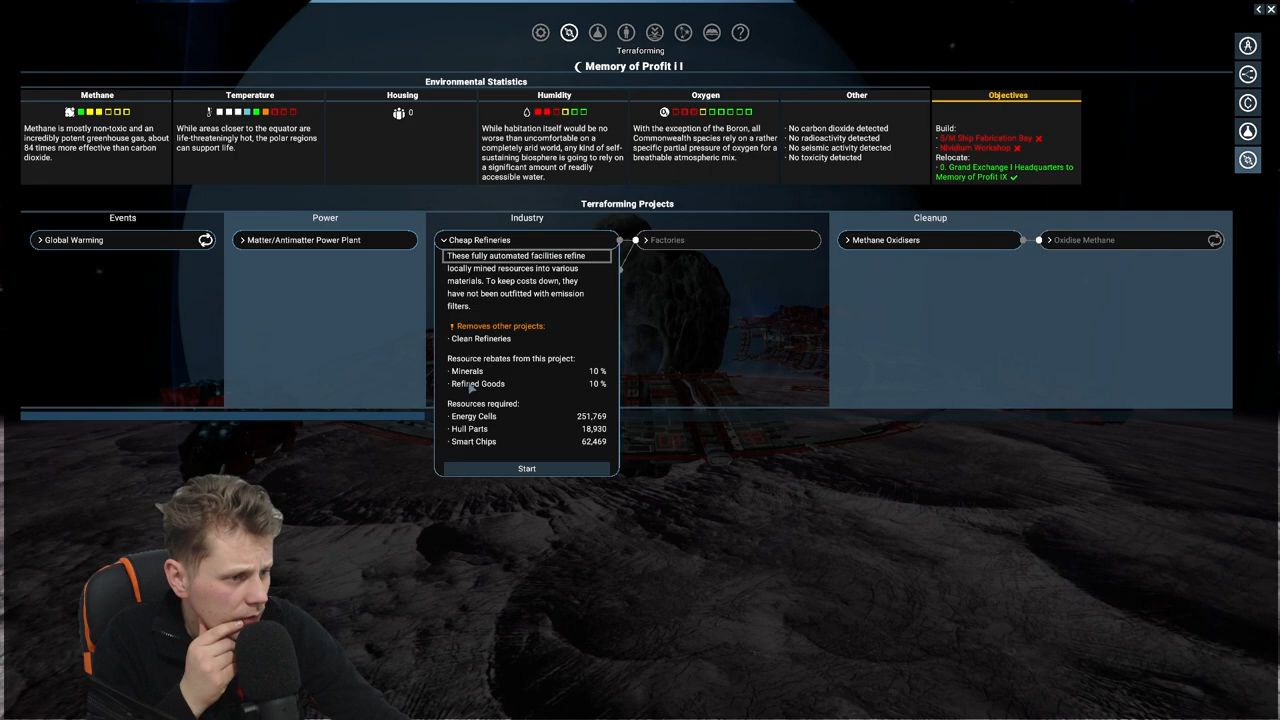 Terraforming
Memory of Profit i I
Environmental Statistics
Methane
Methane is mostly non-toxic and an
incredibly potent greenhouse gas, about
84 times more effective than carbon
dioxide.
Temperature
While areas closer to the equator are
life-threateningly hot, the polar regions
can support life.
Housing
0
Humidity
While habitation itself would be no
worse than uncomfortable on a
completely arid world, any kind of self-
sustaining biosphere is going to rely on
a significant amount of readily
accessible water.
Oxygen
With the exception of the Boron, all
Commonwealth species rely on a rather
specific partial pressure of oxygen for a
breathable atmospheric mix.
Other
· No carbon dioxide detected
· No radioactivity detected
· No seismic activity detected
· No toxicity detected
Objectives
Build:
· S/M Ship Fabrication Bay
· Nividium Workshop
Relocate:
· 0. Grand Exchange I Headquarters to
Memory of Profit IX
Terraforming Projects
Events
Global Warming
Power
Matter/Antimatter Power Plant
Industry
Cheap Refineries
These fully automated facilities refine
locally mined resources into various
materials. To keep costs down, they
have not been outfitted with emission
filters.
Removes other projects:
· Clean Refineries
Resource rebates from this project:
· Minerals 10 %
· Refined Goods 10 %
Resources required:
· Energy Cells 251,769
· Hull Parts 18,930
· Smart Chips 62,469
Start
Factories
Cleanup
Methane Oxidisers
Oxidise Methane